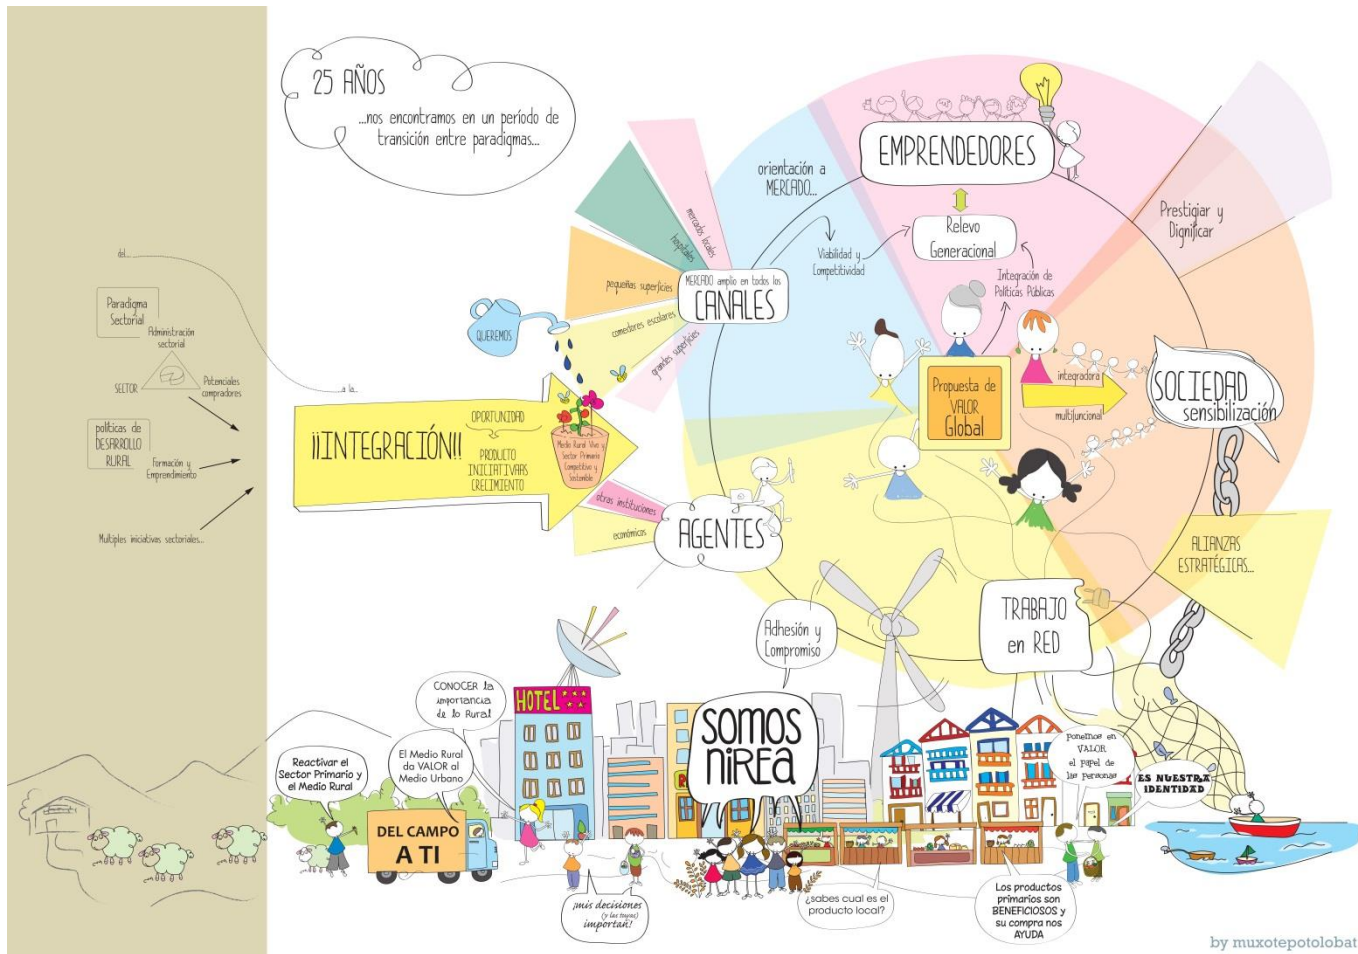 25 AÑOS
...nos encontramos en un período de
transición entre paradigmas...
del...
Paradigma
Sectorial
Administración
sectorial
SECTOR
Potenciales
compradores
políticas de
DESARROLLO
RURAL
Formación y
Emprendimiento
Multiples iniciativas sectoriales...
...a la...
¡¡INTEGRACIÓN!!
OPORTUNIDAD
PRODUCTO
INICIATIVAARS
CRECIMIENTO
QUEREMOS
Medio Rural Vivo y
Sector Primario
Competitivo y
Sostenible
mercados locales
hospitales
pequeñas superficies
comedores escolares
grandes superficies
MERCADO amplio en todos los
CANALES
otras instituciones
económicos
AGENTES
orientación a
MERCADO...
Viabilidad y
Competitividad
EMPRENDEDORES
Relevo
Generacional
Integración de
Políticas Públicas
Prestigiar y
Dignificar
Propuesta de
VALOR
Global
integradora
multifuncional
SOCIEDAD
sensibilización
ALIANZAS
ESTRATÉGICAS...
TRABAJO
en RED
Adhesión y
Compromiso
SOMOS
NIREA
CONOCER la
importancia
de lo Rural
HOTEL
El Medio Rural
da VALOR al
Medio Urbano
Reactivar el
Sector Primario y
el Medio Rural
DEL CAMPO
A TI
¡mis decisiones
(y las tuyas)
importan!
¿sabes cual es el
producto local?
Los productos
primarios son
BENEFICIOSOS y
su compra nos
AYUDA
Ponemos en
VALOR
el papel de
las personas
ES NUESTRA
IDENTIDAD
by muxotepotolobat